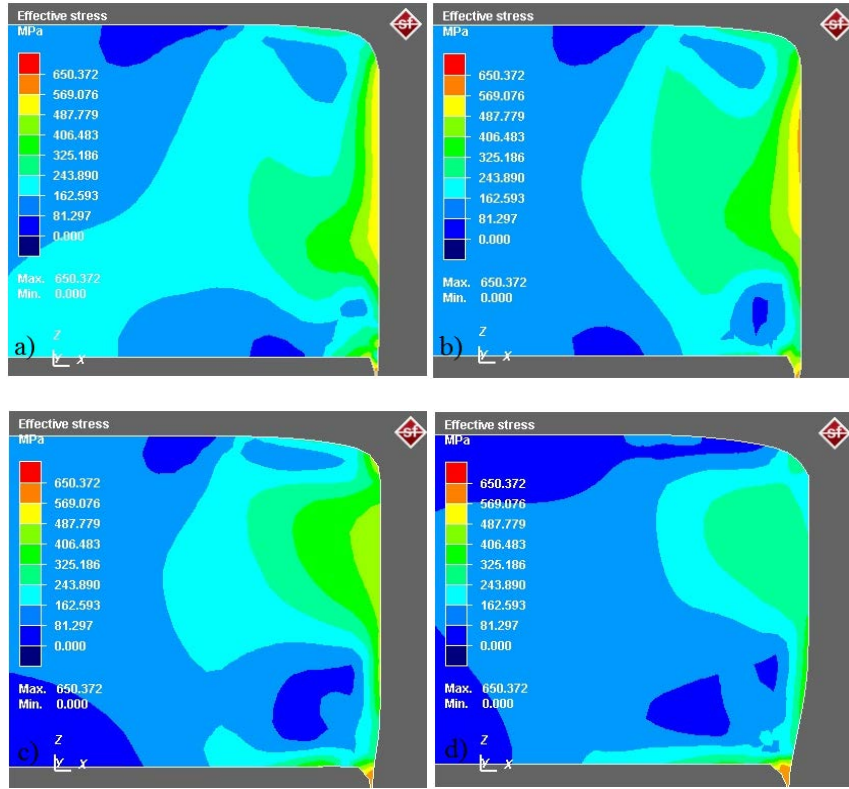 Effective stress
MPa
650.372
569.076
487.779
406.483
325.186
243.890
162.593
81.297
0.000
Max. 650.372
Min. 0.000
Z
a)
Y X
sf
Effective stress
MPa
650.372
569.076
487.779
406.483
325.186
243.890
162.593
81.297
0.000
Max. 650.372
Min. 0.000
Z
b)
Y X
sf
Effective stress
MPa
650.372
569.076
487.779
406.483
325.186
243.890
162.593
81.297
0.000
Max. 650.372
Min. 0.000
Z
c)
Y X
sf
Effective stress
MPa
650.372
569.076
487.779
406.483
325.186
243.890
162.593
81.297
0.000
Max. 650.372
Min. 0.000
Z
d)
Y X
sf